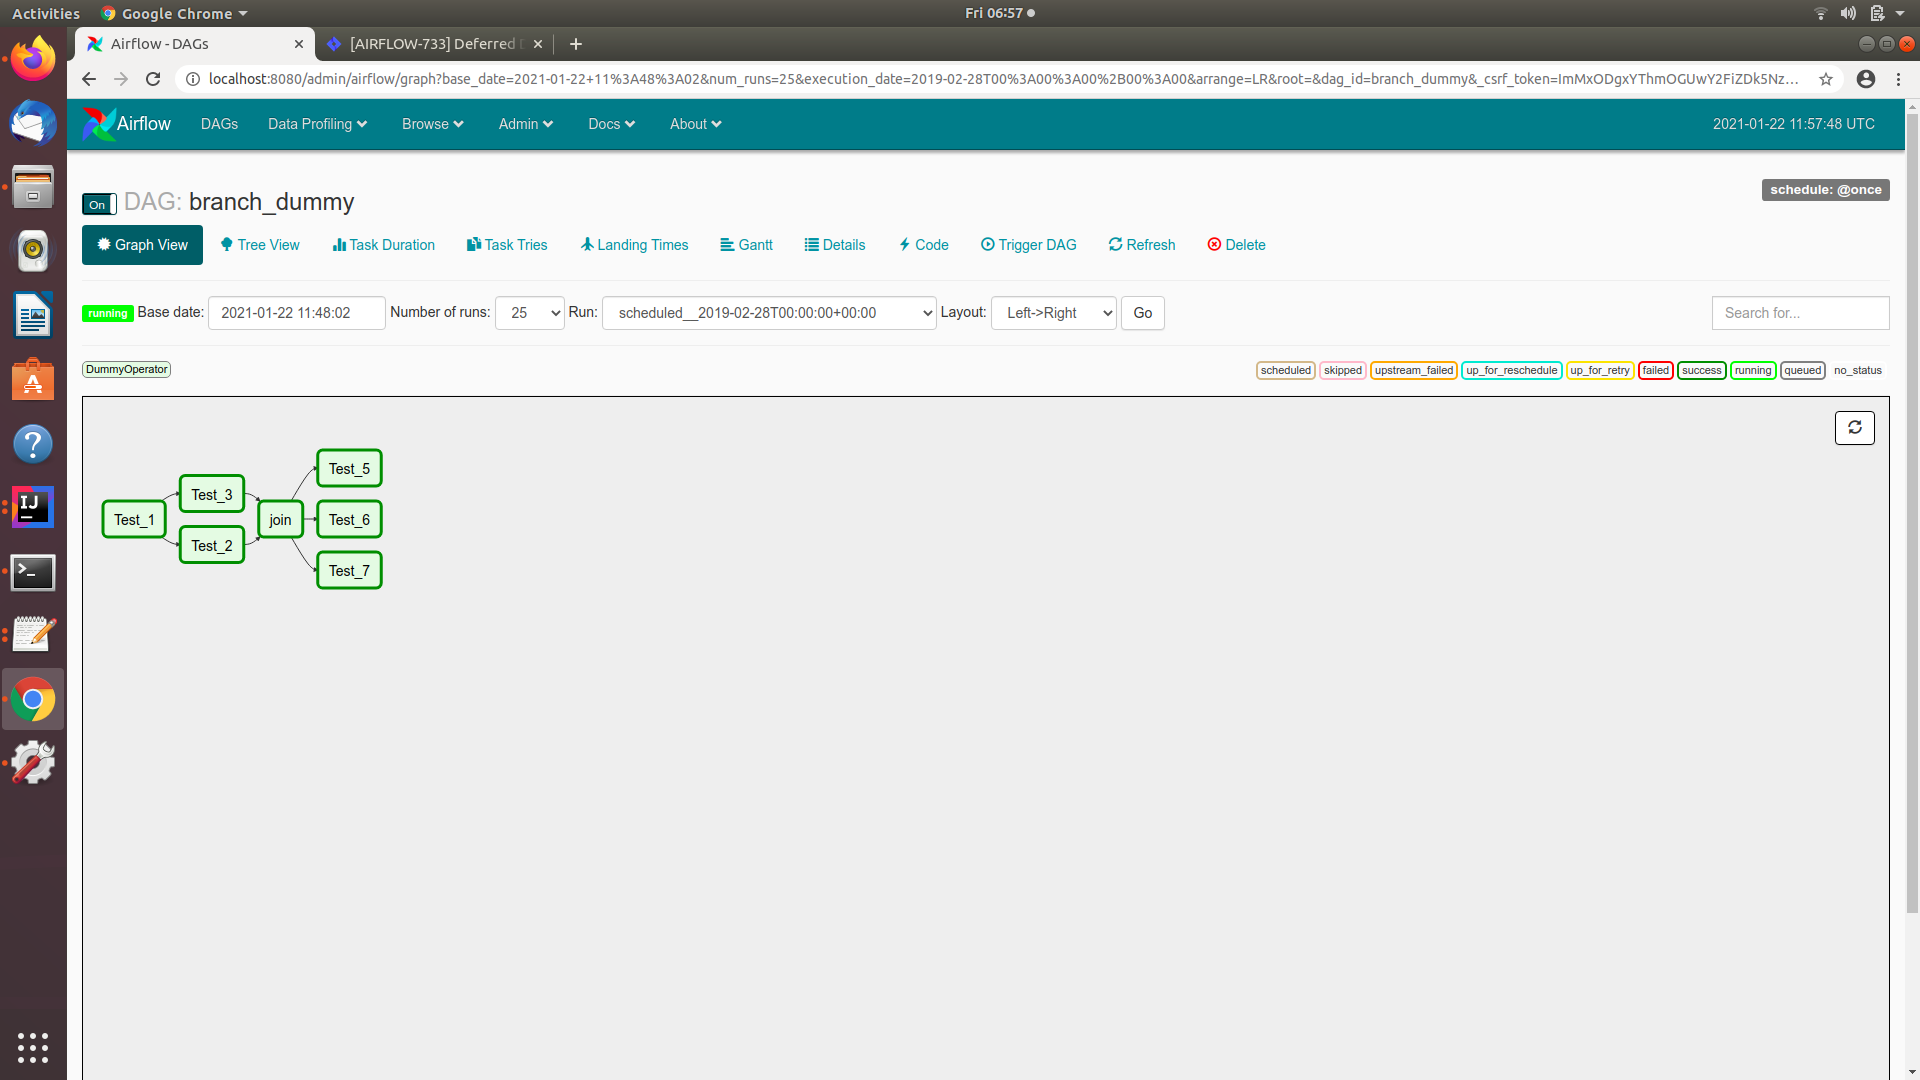 Activities Google Chrome Fri 06:57
Airflow - DAGs [AIRFLOW-733] Deferred
localhost:8080/admin/airflow/graph?base_date=2021-01-22+11%3A48%3A02&num_runs=25&execution_date=2019-02-28T00%3A00%3A00%2B00%3A00&arrange=LR&root=&dag_id=branch_dummy&_csrf_token=ImMxODgxYThmOGUwY2FiZDk5Nz...
Airflow DAGs Data Profiling Browse Admin Docs About 2021-01-22 11:57:48 UTC
schedule: @once
On DAG: branch_dummy
Graph View Tree View Task Duration Task Tries Landing Times Gantt Details Code Trigger DAG Refresh Delete
running Base date: 2021-01-22 11:48:02 Number of runs: 25 Run: scheduled__2019-02-28T00:00:00+00:00 Layout: Left->Right Go Search for...
DummyOperator scheduled skipped upstream_failed up_for_reschedule up_for_retry failed success running queued no_status
Test_5
Test_3
Test_1 join Test_6
Test_2
Test_7
IJ